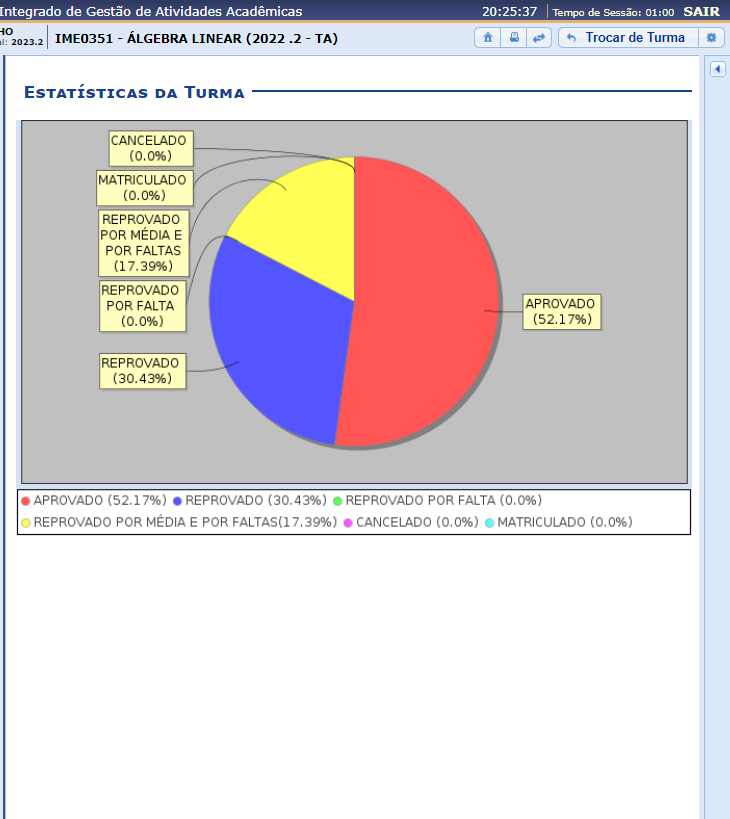 Integrado de Gestão de Atividades Acadêmicas 20:25:37 Tempo de Sessão: 01:00 SAIR
HO
el: 2023.2 IME0351 - ÁLGEBRA LINEAR (2022 .2 - TA) Trocar de Turma
Estatísticas da Turma
CANCELADO
(0.0%)
MATRICULADO
(0.0%)
REPROVADO
POR MÉDIA E
POR FALTAS
(17.39%)
REPROVADO
POR FALTA
(0.0%)
REPROVADO
(30.43%)
APROVADO
(52.17%)
APROVADO (52.17%) REPROVADO (30.43%) REPROVADO POR FALTA (0.0%)
REPROVADO POR MÉDIA E POR FALTAS(17.39%) CANCELADO (0.0%) MATRICULADO (0.0%)